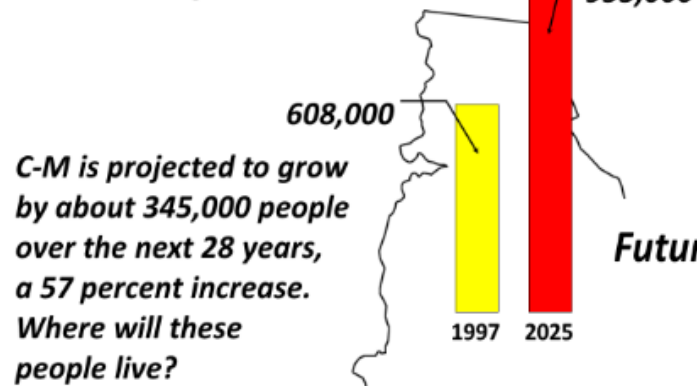 608,000
C-M is projected to grow
by about 345,000 people
over the next 28 years,
a 57 percent increase.
Where will these
people live?
1997 2025